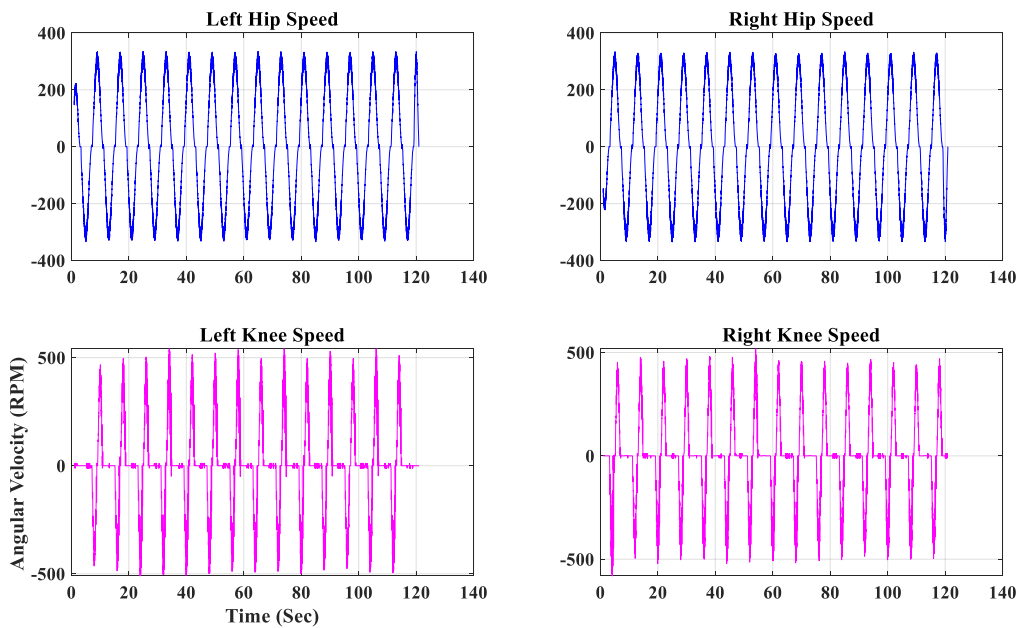 Left Hip Speed
400
200
0
-200
-400
0 20 40 60 80 100 120 140
Right Hip Speed
400
200
0
-200
-400
0 20 40 60 80 100 120 140
Left Knee Speed
Angular Velocity (RPM)
500
0
-500
0 20 40 60 80 100 120 140
Time (Sec)
Right Knee Speed
500
0
-500
0 20 40 60 80 100 120 140